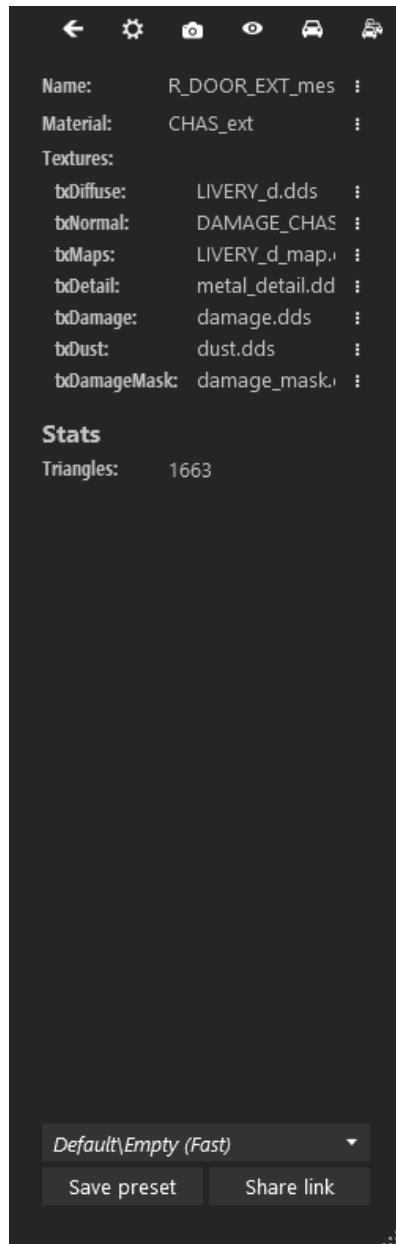 Name: R_DOOR_EXT_mes
Material: CHAS_ext
Textures:
txDiffuse: LIVERY_d.dds
txNormal: DAMAGE_CHAS
txMaps: LIVERY_d_map.
txDetail: metal_detail.dd
txDamage: damage.dds
txDust: dust.dds
txDamageMask: damage_mask.
Stats
Triangles: 1663
Default\Empty (Fast)
Save preset Share link